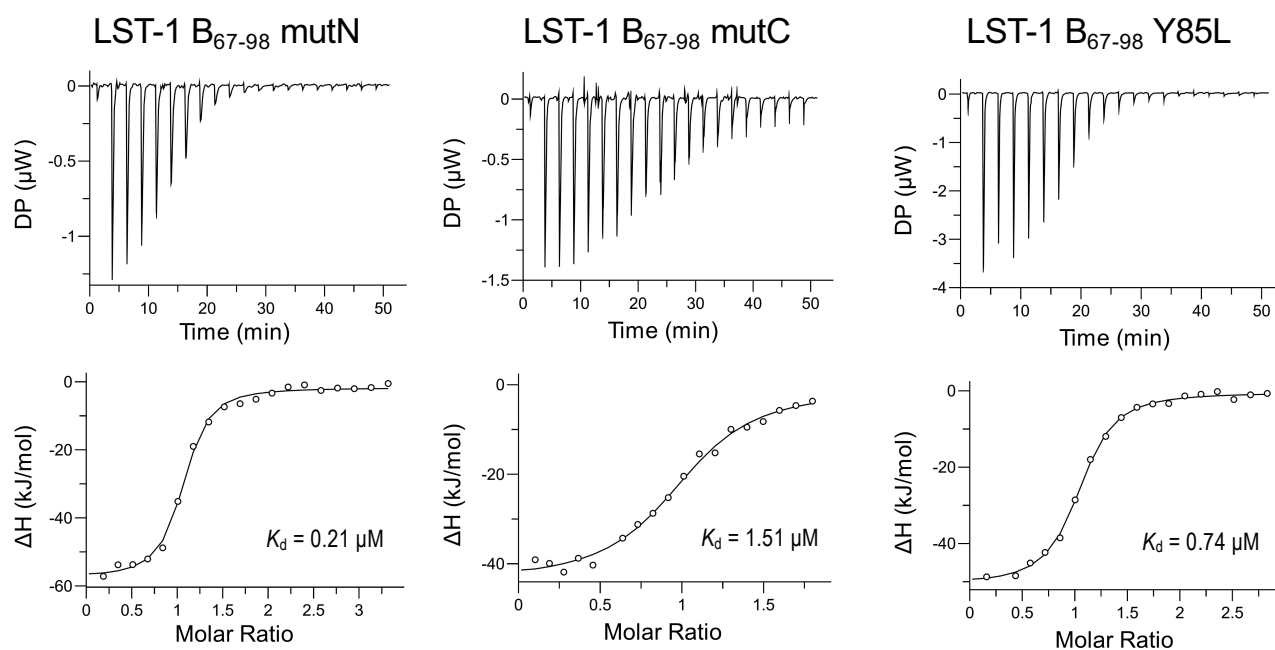 LST-1 B67-98 mutN
0
-0.5
-1
DP (µW)
0 10 20 30 40 50
Time (min)
0
-20
-40
-60
ΔH (kJ/mol)
Kd = 0.21 µM
0 0.5 1 1.5 2 2.5 3
Molar Ratio
LST-1 B67-98 mutC
0
-0.5
-1
-1.5
DP (µW)
0 10 20 30 40 50
Time (min)
0
-20
-40
ΔH (kJ/mol)
Kd = 1.51 µM
0 0.5 1 1.5
Molar Ratio
LST-1 B67-98 Y85L
0
-1
-2
-3
-4
DP (µW)
0 10 20 30 40 50
Time (min)
0
-20
-40
ΔH (kJ/mol)
Kd = 0.74 µM
0 0.5 1 1.5 2 2.5
Molar Ratio